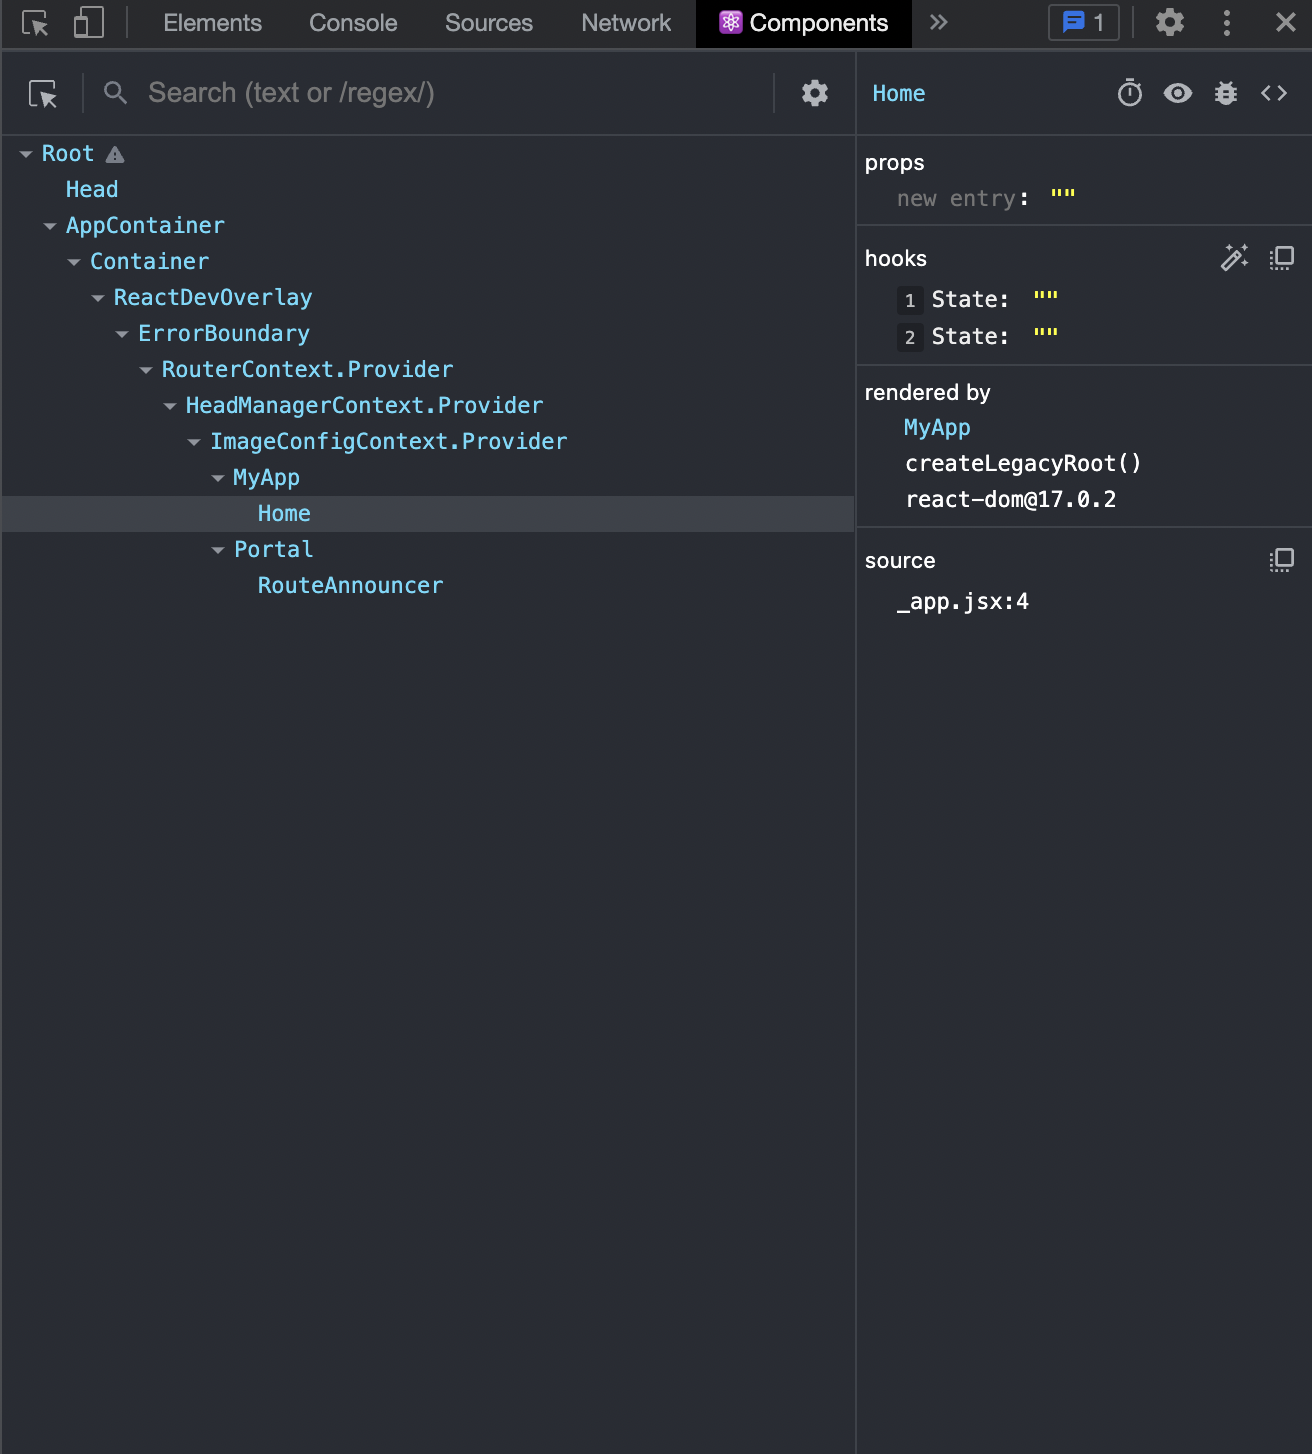 Elements Console Sources Network Components 1
Search (text or /regex/)
Root
Head
AppContainer
Container
ReactDevOverlay
ErrorBoundary
RouterContext.Provider
HeadManagerContext.Provider
ImageConfigContext.Provider
MyApp
Home
Portal
RouteAnnouncer
Home
props
new entry: ""
hooks
1 State: ""
2 State: ""
rendered by
MyApp
createLegacyRoot()
react-dom@17.0.2
source
_app.jsx:4